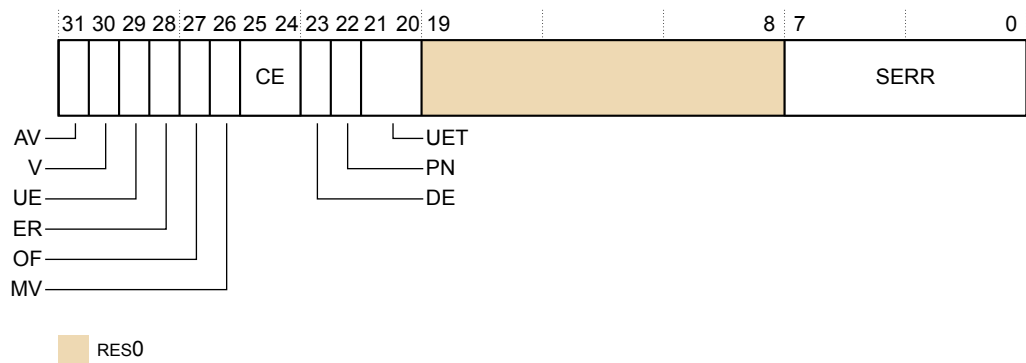 31 30 29 28 27 26 25 24 23 22 21 20 19 8 7 0
CE SERR
AV UET
V PN
UE DE
ER
OF
MV
RES0